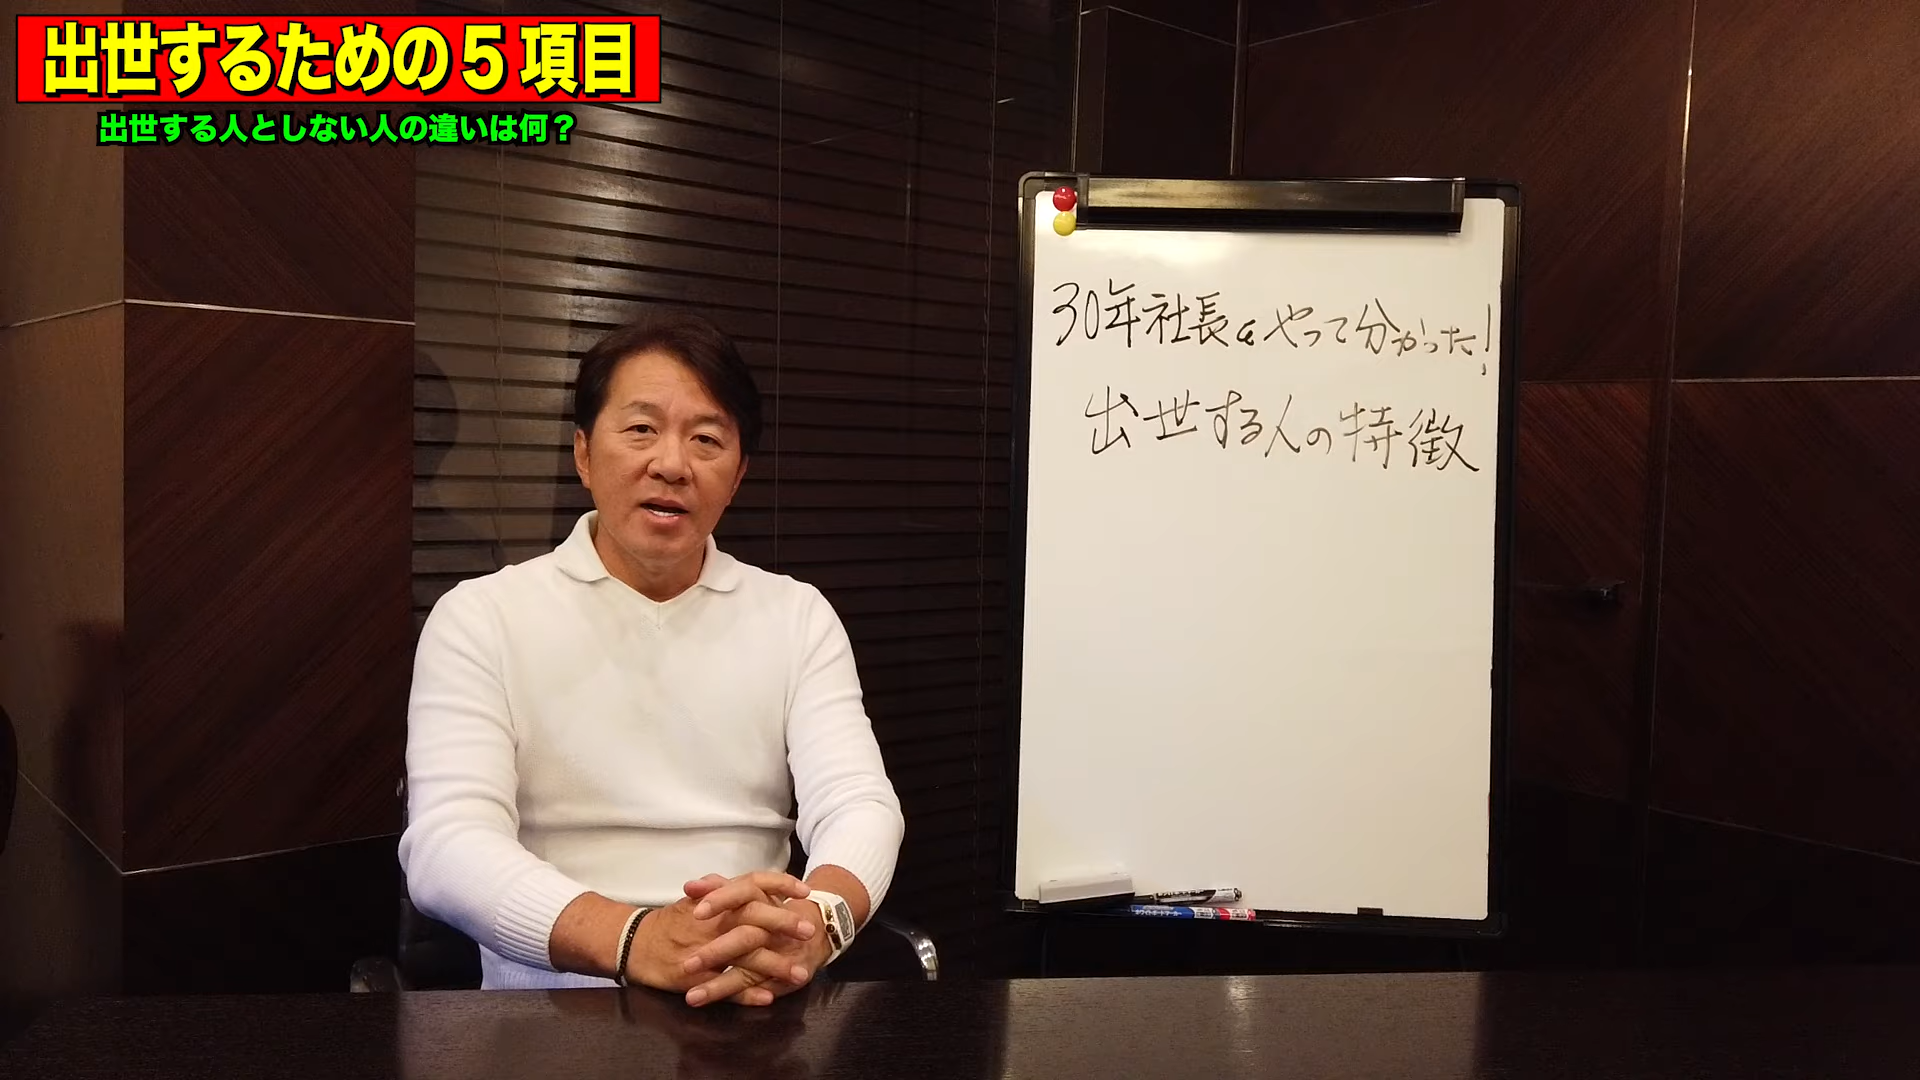 出世するための5項目
出世する人としない人の違いは何？
30年社長をやって分かった！
出世する人の特徴